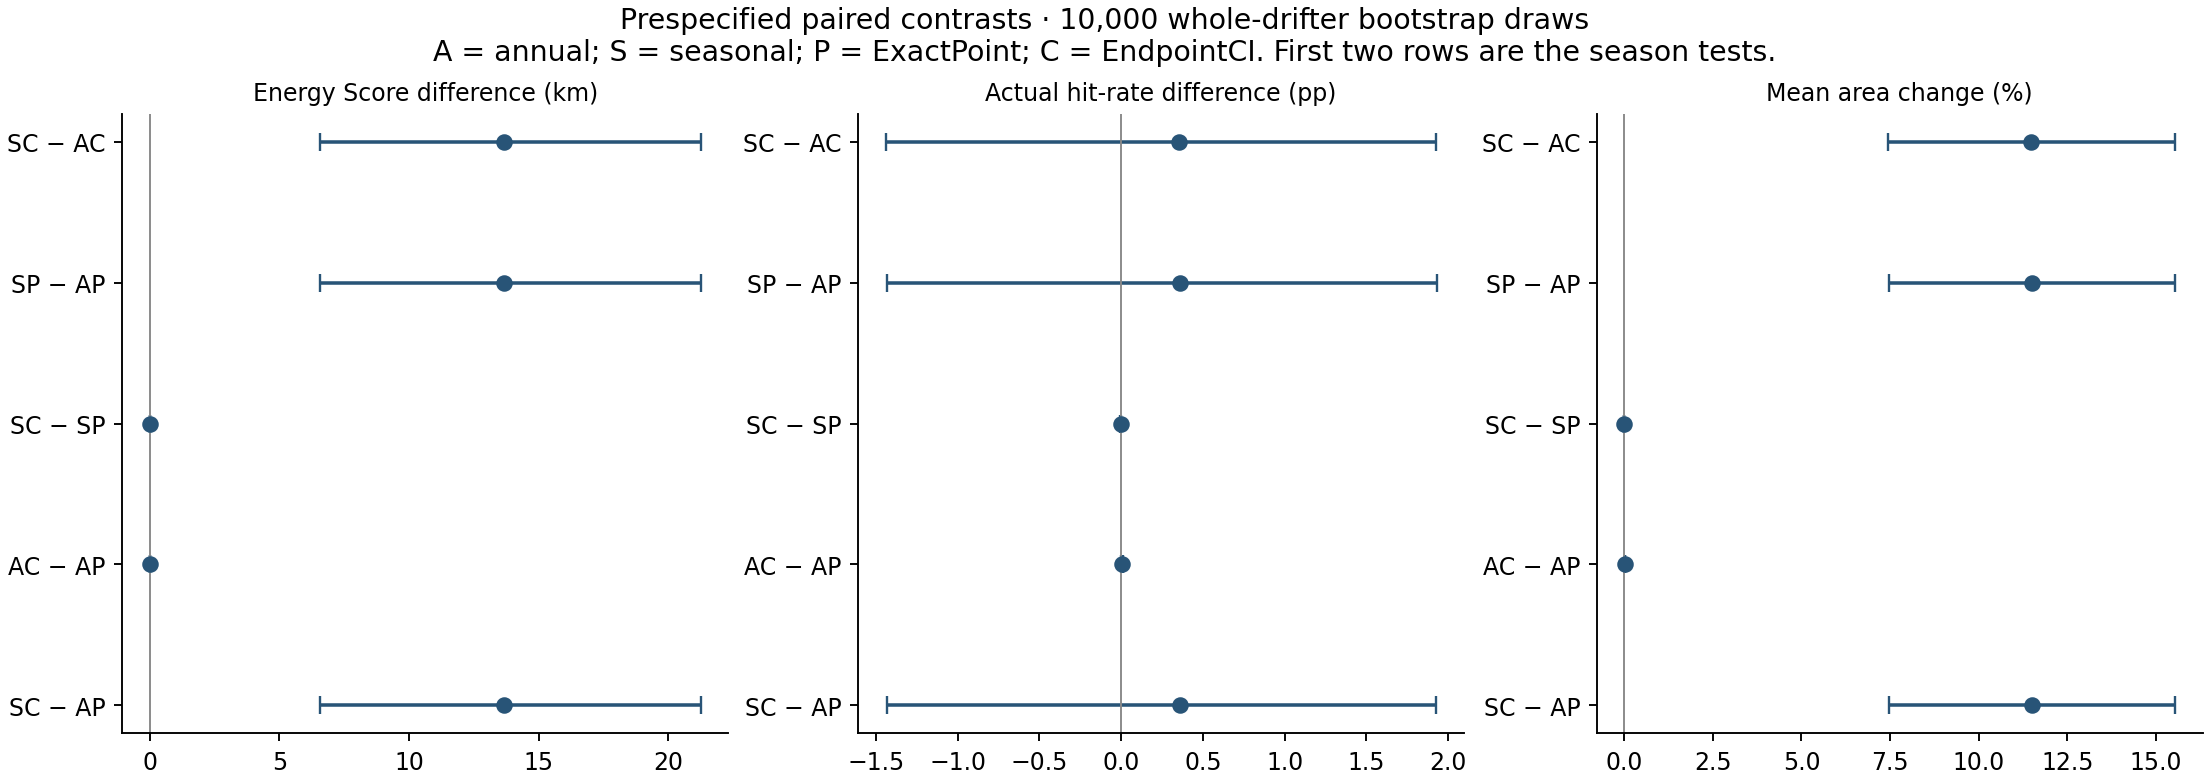 Prespecified paired contrasts · 10,000 whole-drifter bootstrap draws
A = annual; S = seasonal; P = ExactPoint; C = EndpointCI. First two rows are the season tests.
Energy Score difference (km)
SC − AC
SP − AP
SC − SP
AC − AP
SC − AP
0 5 10 15 20
Actual hit-rate difference (pp)
SC − AC
SP − AP
SC − SP
AC − AP
SC − AP
−1.5 −1.0 −0.5 0.0 0.5 1.0 1.5 2.0
Mean area change (%)
SC − AC
SP − AP
SC − SP
AC − AP
SC − AP
0.0 2.5 5.0 7.5 10.0 12.5 15.0